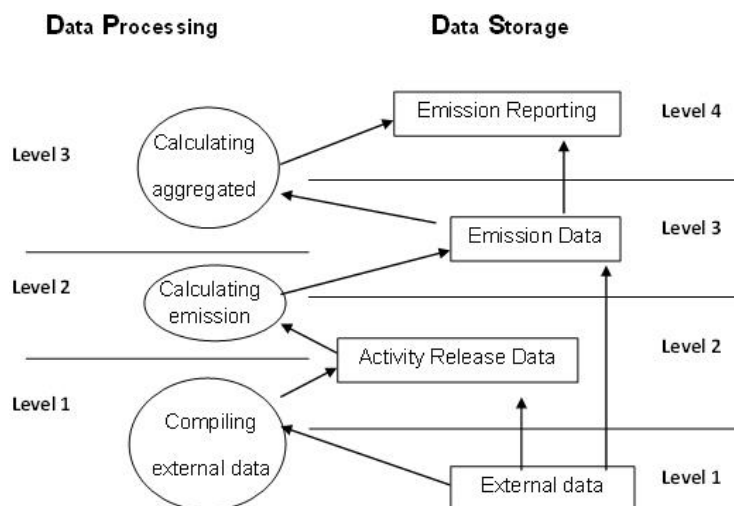 Data Processing
Data Storage
Emission Reporting
Level 4
Calculating
aggregated
Level 3
Emission Data
Level 3
Calculating
emission
Level 2
Activity Release Data
Level 2
Level 1
Compiling
external data
External data
Level 1